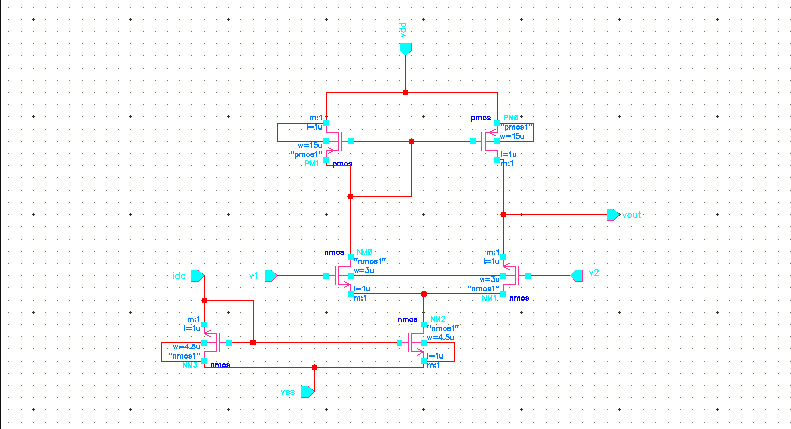 vdd
m:1
l=1u
w=15u
"pmos1"
PM1
pmos
pmos
PM0
"pmos1"
w=15u
l=1u
m:1
vout
nmos
NM0
"nmos1"
w=3u
l=1u
m:1
m:1
l=1u
w=3u
"nmos1"
NM1
nmos
idc
v1
v2
m:1
l=1u
"nmos1"
NM3
nmos
nmos
NM2
"nmos1"
w=4.5u
l=1u
m:1
vss